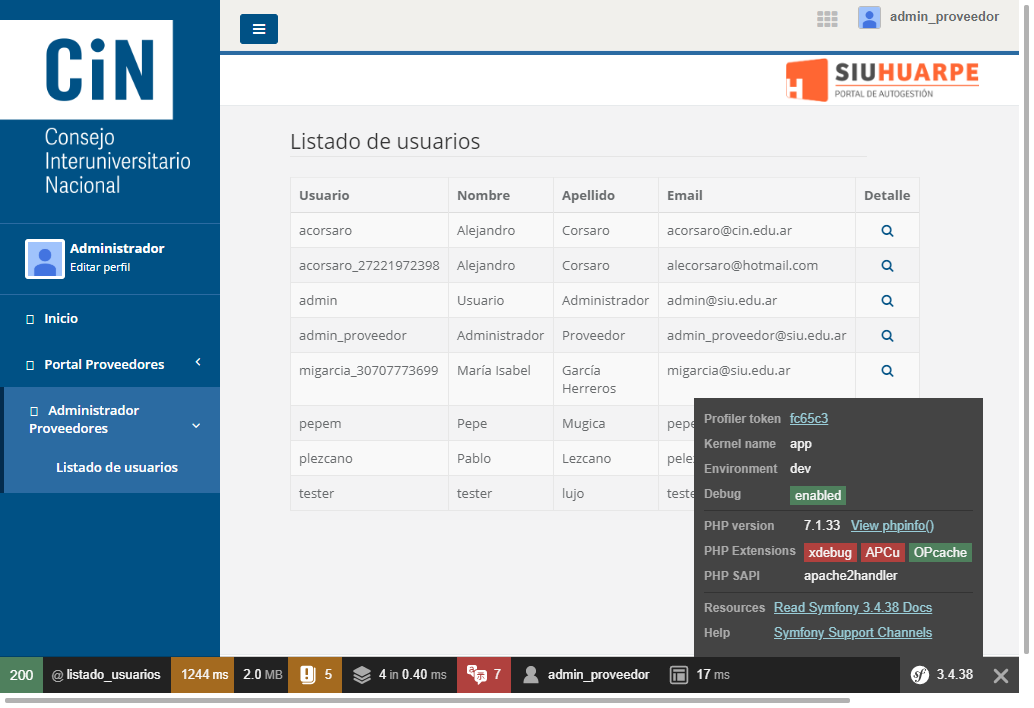 CiN
Consejo
Interuniversitario
Nacional
admin_proveedor
SIUHUARPE
PORTAL DE AUTOGESTIÓN
Administrador
Editar perfil
Inicio
Portal Proveedores
Administrador
Proveedores
Listado de usuarios
Listado de usuarios
Usuario Nombre Apellido Email Detalle
acorsaro Alejandro Corsaro acorsaro@cin.edu.ar
acorsaro_27221972398 Alejandro Corsaro alecorsaro@hotmail.com
admin Usuario Administrador admin@siu.edu.ar
admin_proveedor Administrador Proveedor admin_proveedor@siu.edu.ar
migarcia_30707773699 María Isabel García migarcia@siu.edu.ar
Herreros
pepem Pepe Mugica pepe
plezcano Pablo Lezcano pelez
tester tester lujo teste
Profiler token fc65c3
Kernel name app
Environment dev
Debug enabled
PHP version 7.1.33 View phpinfo()
PHP Extensions xdebug APCu OPcache
PHP SAPI apache2handler
Resources Read Symfony 3.4.38 Docs
Help Symfony Support Channels
200 @ listado_usuarios 1244 ms 2.0 MB 5 4 in 0.40 ms 7 admin_proveedor 17 ms sf 3.4.38